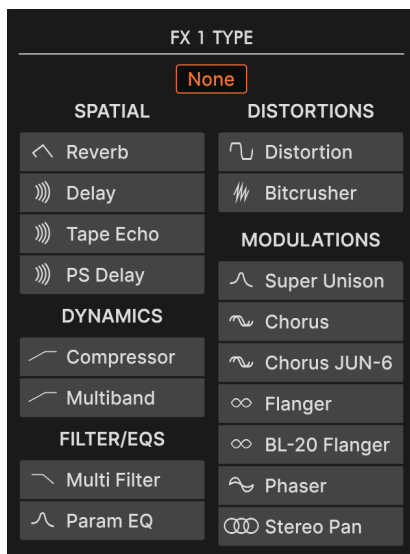 FX 1 TYPE
None
SPATIAL
Reverb
Delay
Tape Echo
PS Delay
DYNAMICS
Compressor
Multiband
FILTER/EQS
Multi Filter
Param EQ
DISTORTIONS
Distortion
Bitcrusher
MODULATIONS
Super Unison
Chorus
Chorus JUN-6
Flanger
BL-20 Flanger
Phaser
Stereo Pan